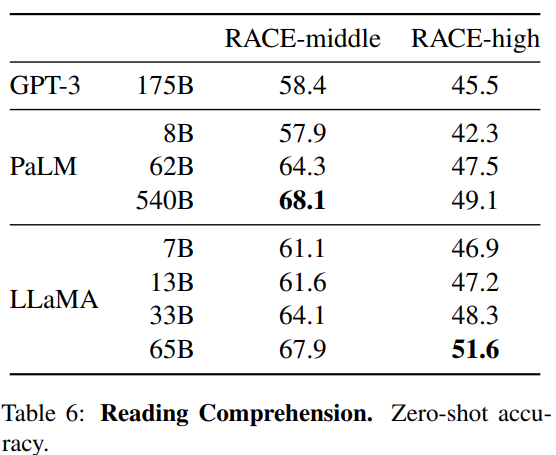 RACE-middle RACE-high
GPT-3 175B 58.4 45.5
8B 57.9 42.3
PaLM 62B 64.3 47.5
540B 68.1 49.1
7B 61.1 46.9
13B 61.6 47.2
LLaMA
33B 64.1 48.3
65B 67.9 51.6
Table 6: Reading Comprehension. Zero-shot accu-
racy.